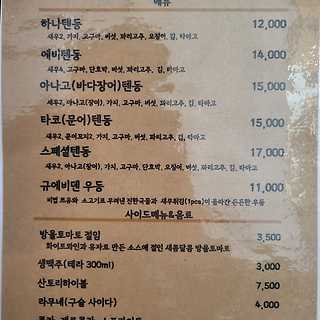 메뉴
하나텐동 12,000
새우2, 가지, 고구마, 버섯, 꽈리고추, 오징어, 김, 타마고
에비텐동 14,000
새우4, 고구마, 단호박, 버섯, 꽈리고추, 김, 타마고
아나고(바다장어)텐동 15,000
새우2, 아나고(장어), 가지, 고구마, 버섯, 꽈리고추, 김, 타마고
타코(문어)텐동 15,000
새우2, 문어꼬치2, 가지, 고구마, 버섯, 꽈리고추, 김, 타마고
스페셜텐동 17,000
새우2, 아나고(장어), 가지, 고구마, 단호박, 오징어, 버섯, 꽈리고추, 김, 타마고
규에비멘 우동 11,000
비법 쯔유와 소고기로 우려낸 진한국물과 새우튀김(1pcs)이 올라간 든든한 우동
사이드메뉴&음료
방울토마토 절임 3,500
화이트와인과 유자로 만든 소스에 절인 새콤달콤 방울토마토
생맥주(테라 300ml) 3,000
산토리하이볼 7,500
라무네(구슬 사이다) 4,000